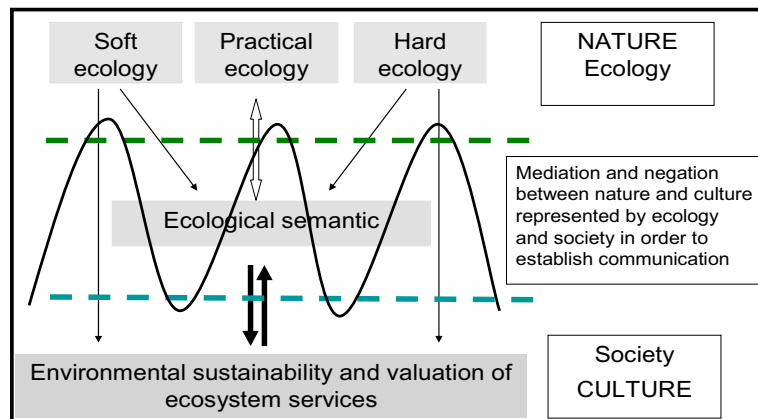 Soft
ecology
Practical
ecology
Hard
ecology
NATURE
Ecology
Mediation and negation
between nature and culture
represented by ecology
and society in order to
establish communication
Ecological semantic
Environmental sustainability and valuation of
ecosystem services
Society
CULTURE